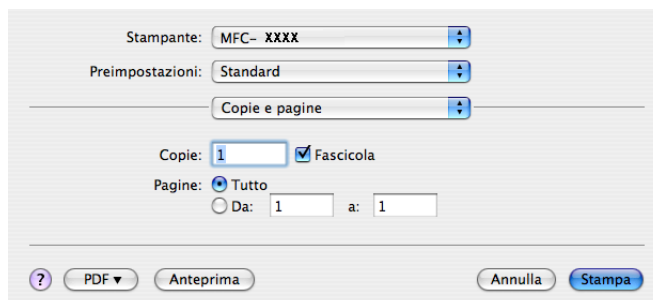 Stampante: MFC- XXXX
Preimpostazioni: Standard
Copie e pagine
Copie: 1 Fascicola
Pagine: Tutto
Da: 1 a: 1
? PDF▼ Anteprima Annulla Stampa